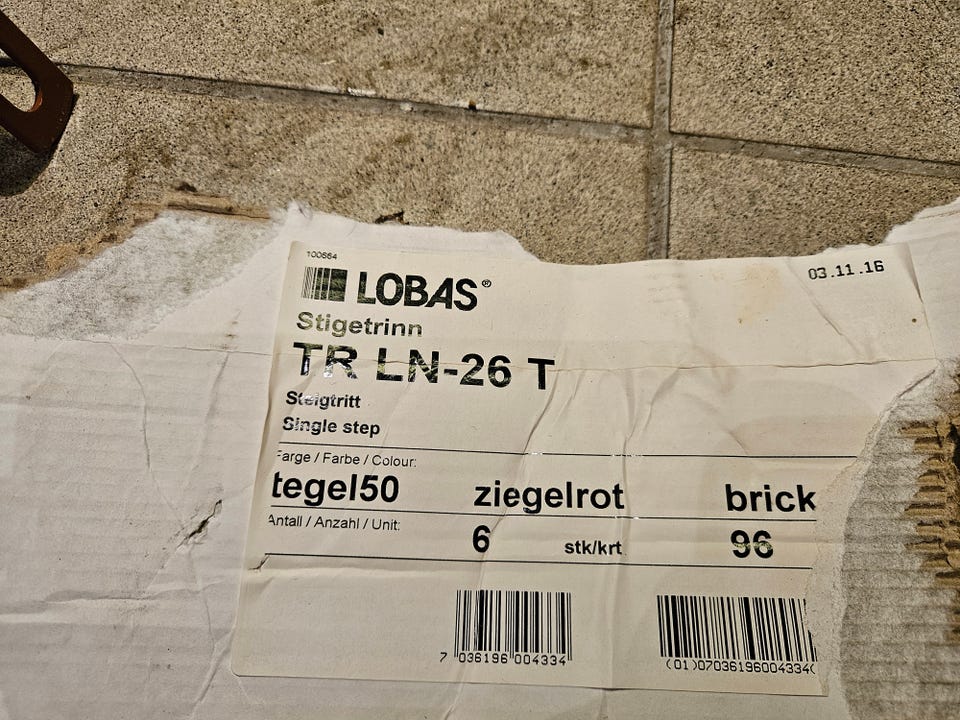 100664
LOBAS®
03.11.16
Stigetrinn
TR LN-26 T
Steigtritt
Single step
Farge / Farbe / Colour:
tegel50 ziegelrot brick
Antall / Anzahl / Unit:
6 stk/krt 96
7 036196 004334
(01)07036196004334(